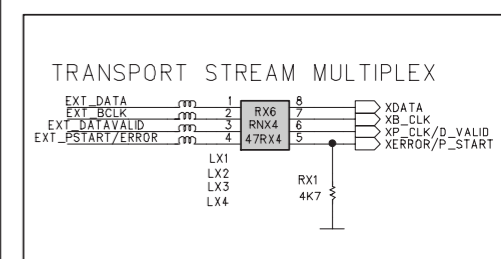 TRANSPORT STREAM MULTIPLEX
EXT_DATA 1 8 XDATA
EXT_BCLK 2 RX6 7 XB_CLK
EXT_DATAVALID 3 RNX4 6 XP_CLK/D_VALID
EXT_PSTART/ERROR 4 47RX4 5 XERROR/P_START
LX1
LX2
LX3
LX4
RX1
4K7